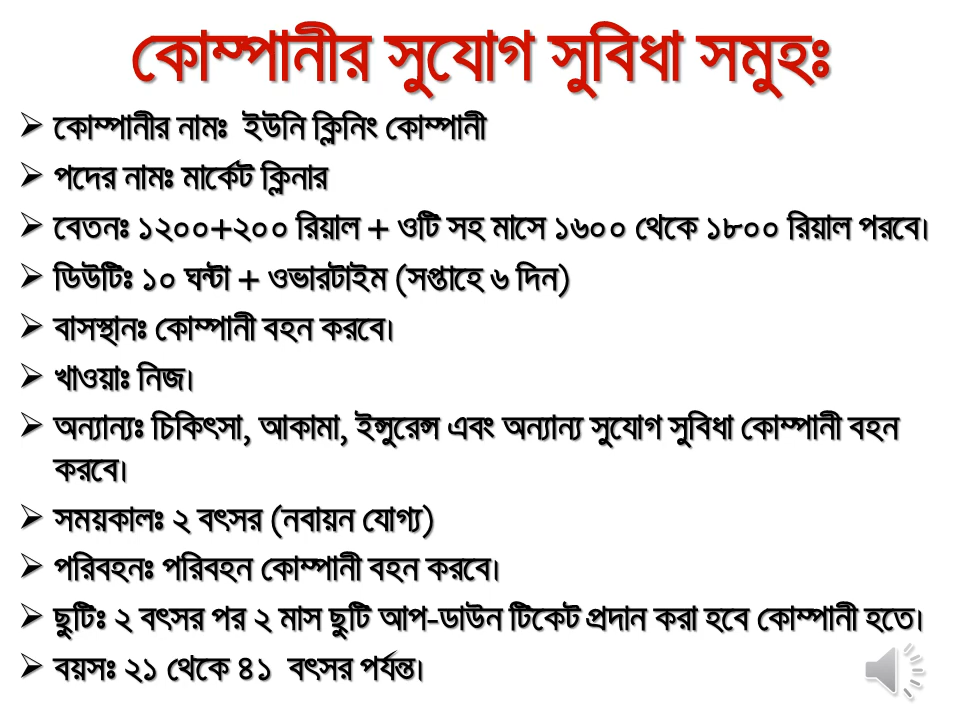 কোম্পানীর সুযোগ সুবিধা সমুহঃ
কোম্পানীর নামঃ ইউনি ক্লিনিং কোম্পানী
পদের নামঃ মার্কেট ক্লিনার
বেতনঃ ১২০০+২০০ রিয়াল + ওটি সহ মাসে ১৬০০ থেকে ১৮০০ রিয়াল পরবে।
ডিউটিঃ ১০ ঘন্টা + ওভারটাইম (সপ্তাহে ৬ দিন)
বাসস্থানঃ কোম্পানী বহন করবে।
খাওয়াঃ নিজ।
অন্যান্যঃ চিকিৎসা, আকামা, ইন্সুরেন্স এবং অন্যান্য সুযোগ সুবিধা কোম্পানী বহন
করবে।
সময়কালঃ ২ বৎসর (নবায়ন যোগ্য)
পরিবহনঃ পরিবহন কোম্পানী বহন করবে।
ছুটিঃ ২ বৎসর পর ২ মাস ছুটি আপ-ডাউন টিকেট প্রদান করা হবে কোম্পানী হতে।
বয়সঃ ২১ থেকে ৪১ বৎসর পর্যন্ত।